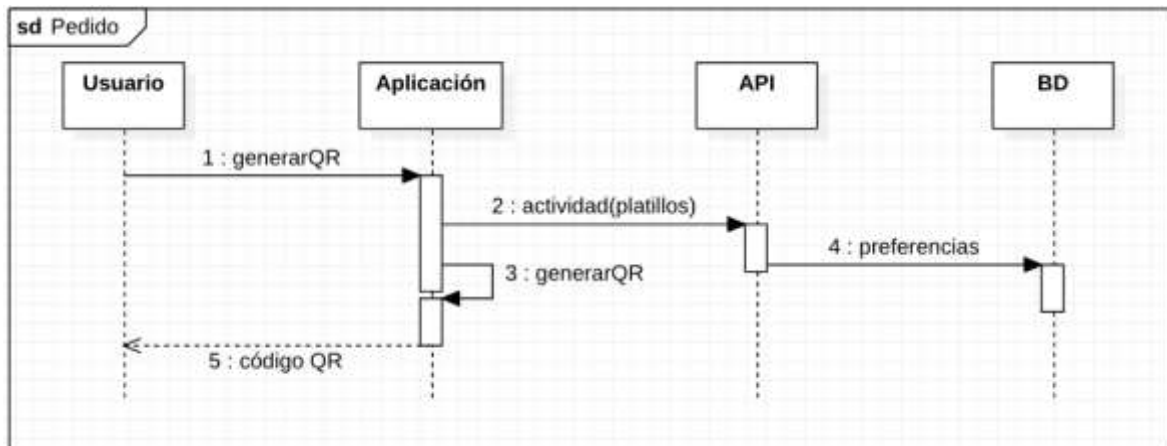 sd Pedido
Usuario
Aplicación
API
BD
1 : generarQR
2 : actividad(platillos)
4 : preferencias
3 : generarQR
5 : código QR